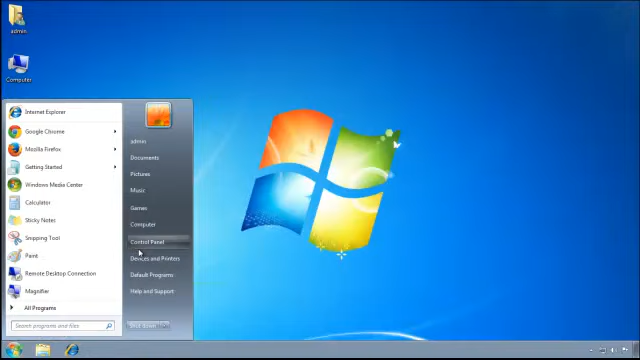 admin
Computer
Internet Explorer
Google Chrome
Mozilla Firefox
Getting Started
Windows Media Center
Calculator
Sticky Notes
Snipping Tool
Paint
Remote Desktop Connection
Magnifier
All Programs
Search programs and files
admin
Documents
Pictures
Music
Games
Computer
Control Panel
Devices and Printers
Default Programs
Help and Support
Shut down